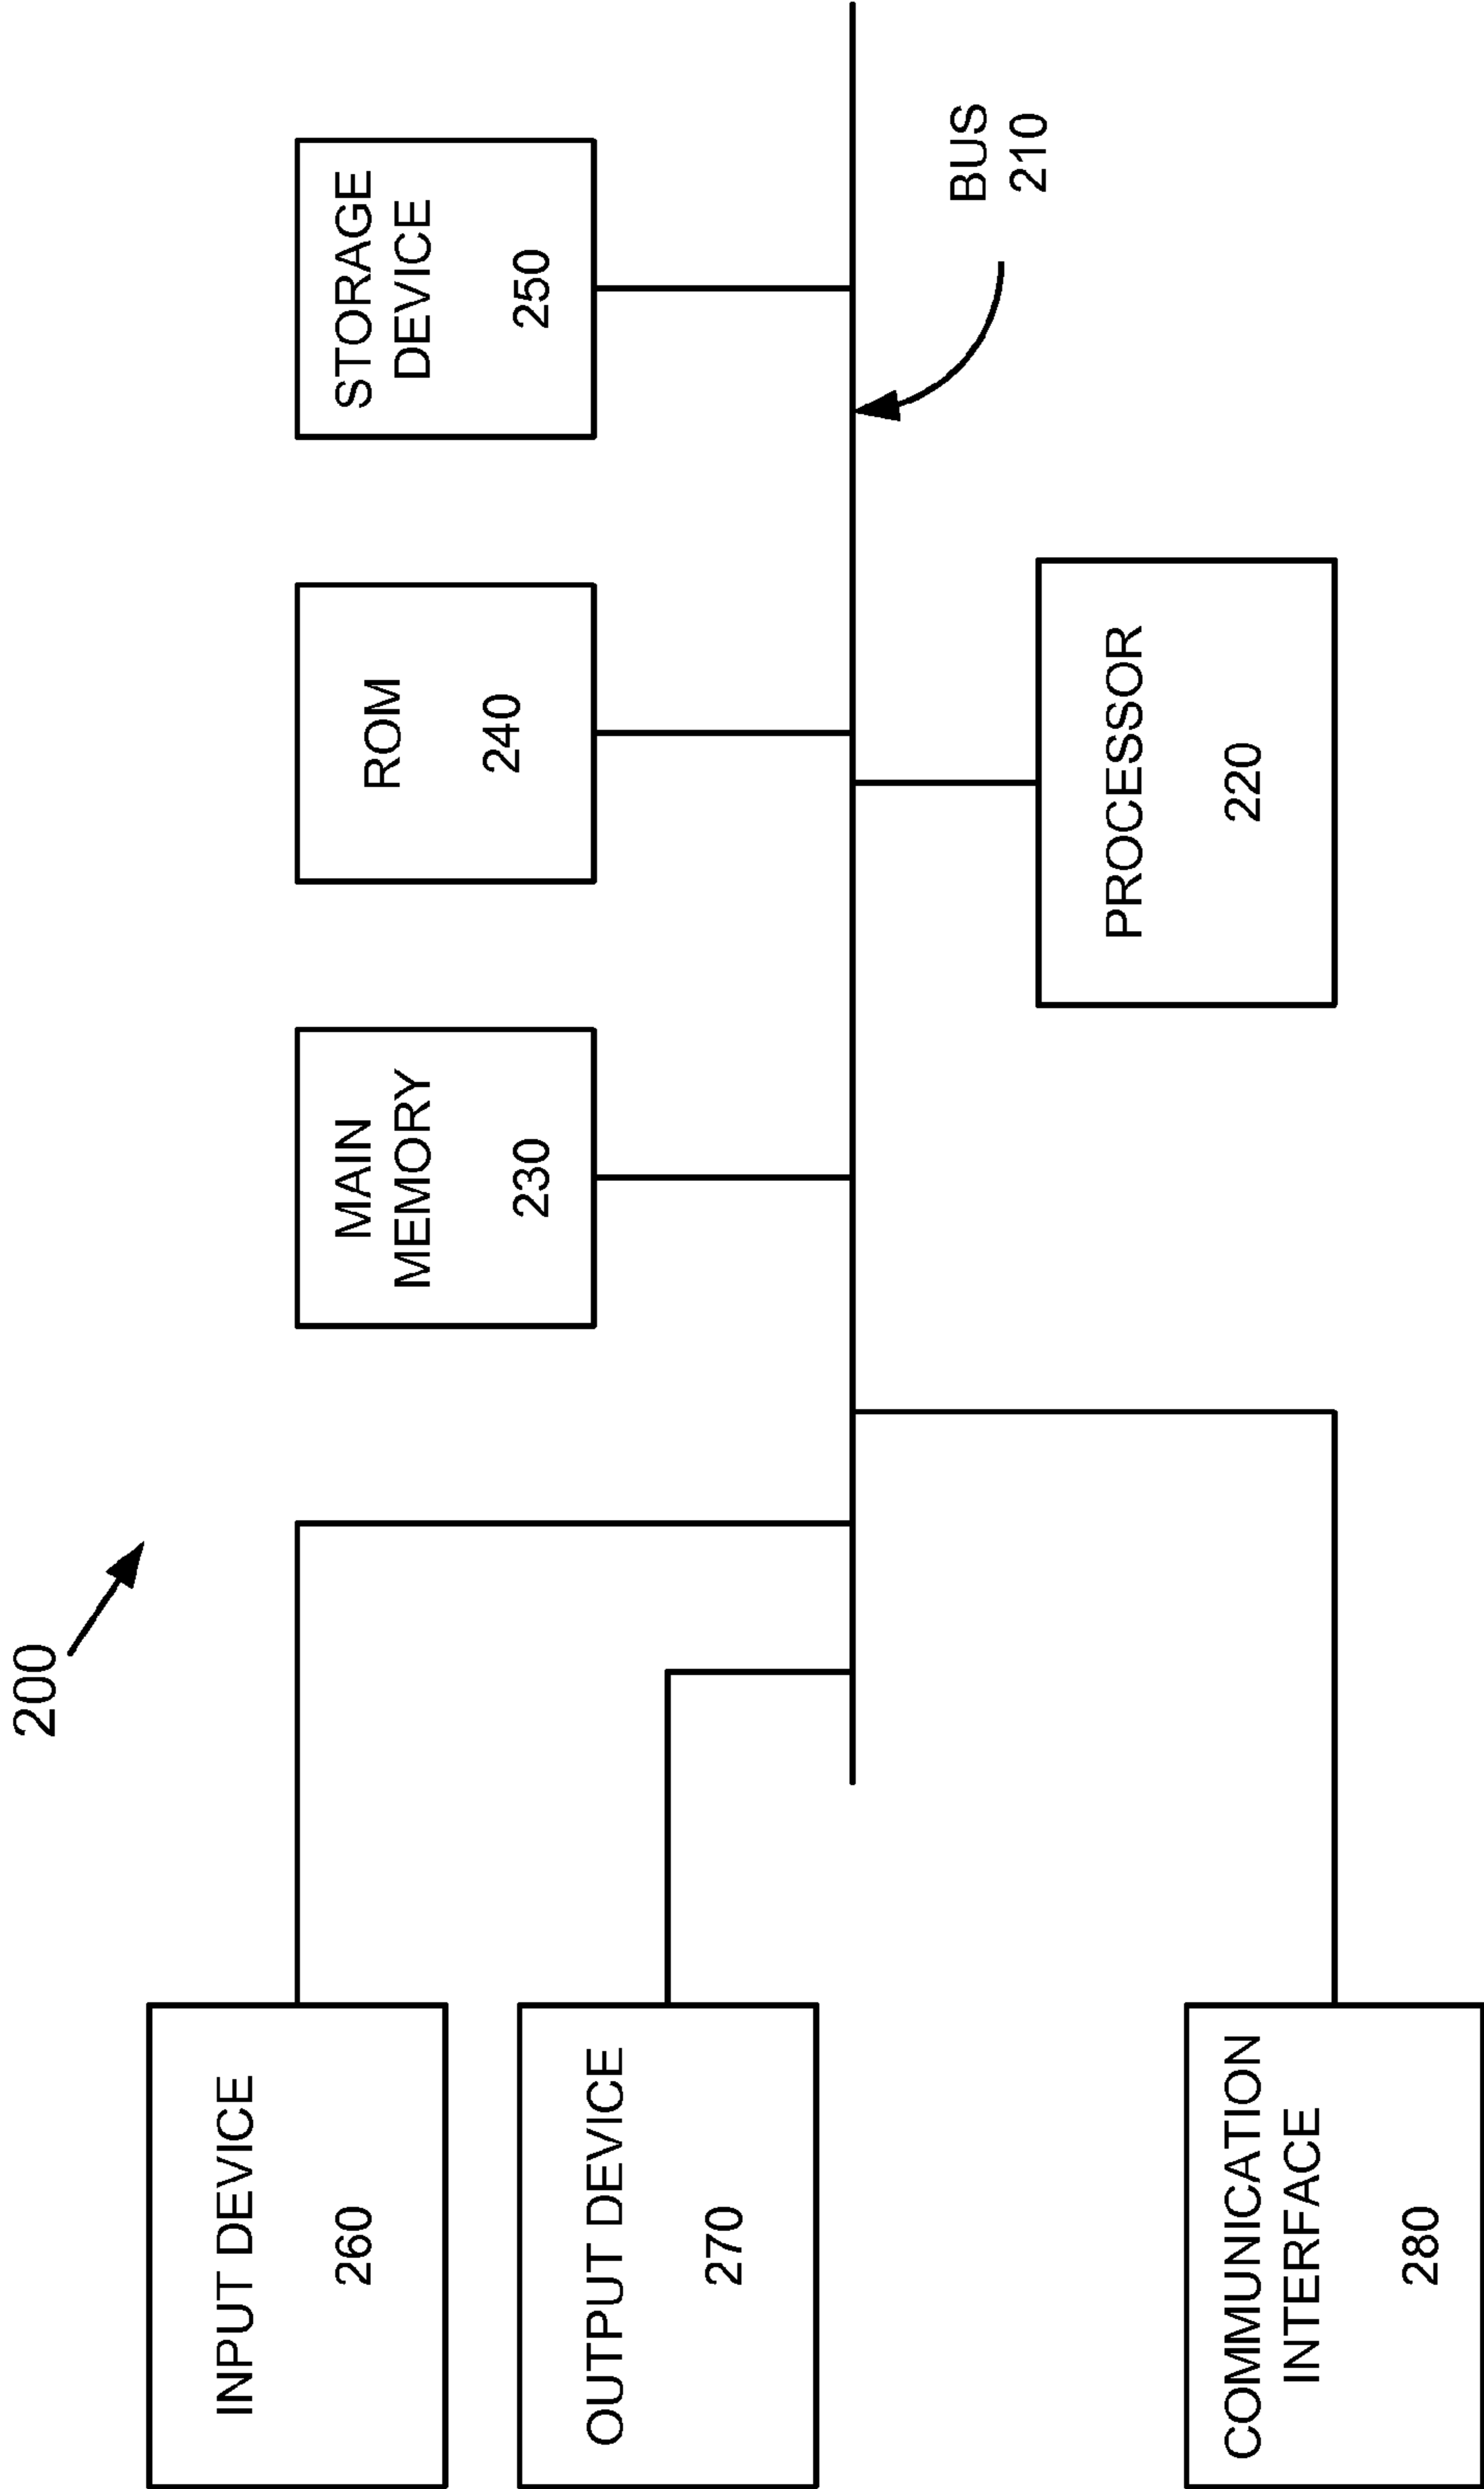 200
MAIN
MEMORY
230
ROM
240
STORAGE
DEVICE
250
INPUT DEVICE
260
OUTPUT DEVICE
270
BUS
210
PROCESSOR
220
COMMUNICATION
INTERFACE
280